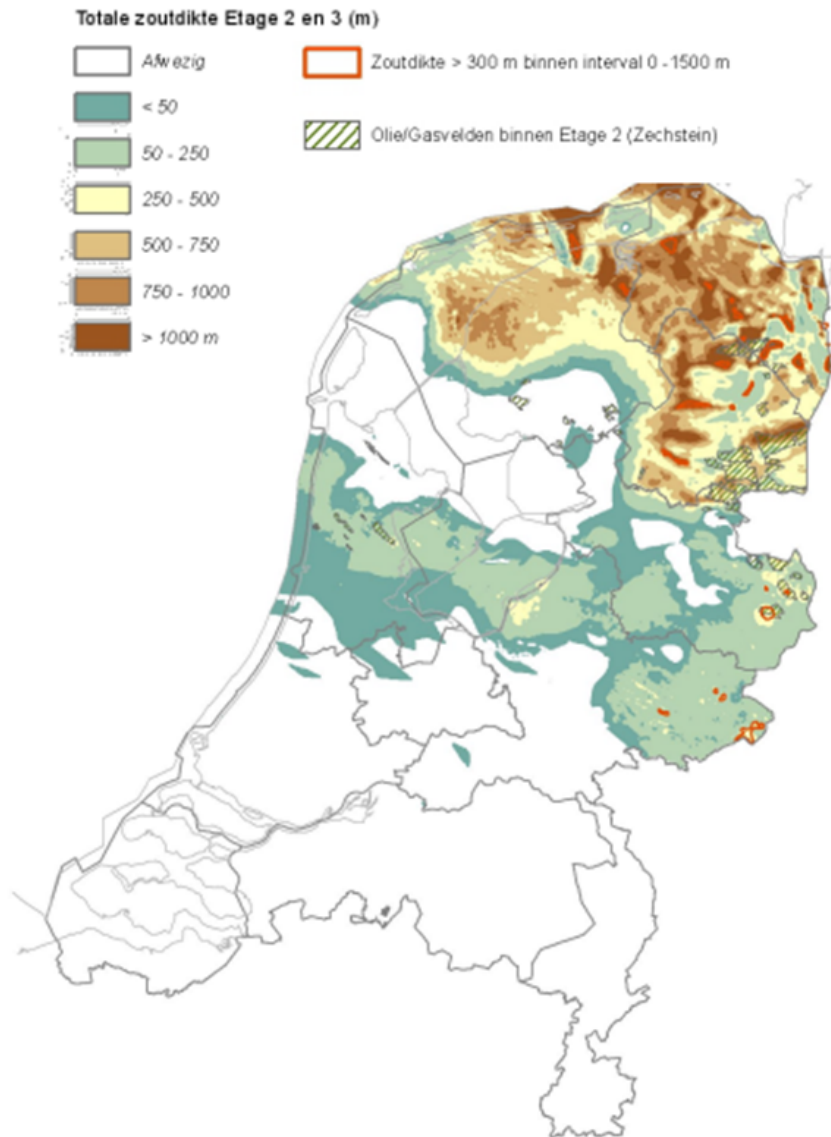 Totale zoutdikte Etage 2 en 3 (m)
Afwezig
< 50
50 - 250
250 - 500
500 - 750
750 - 1000
> 1000 m
Zoutdikte > 300 m binnen interval 0 - 1500 m
Olie/Gasvelden binnen Etage 2 (Zechstein)